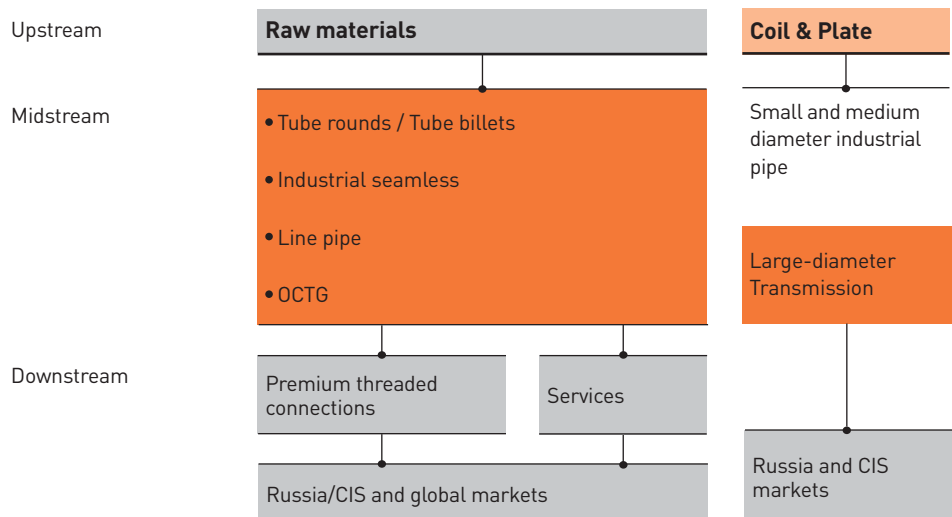 Upstream
Raw materials
Coil & Plate
Midstream
• Tube rounds / Tube billets
• Industrial seamless
• Line pipe
• OCTG
Small and medium
diameter industrial
pipe
Large-diameter
Transmission
Downstream
Premium threaded
connections
Services
Russia/CIS and global markets
Russia and CIS
markets